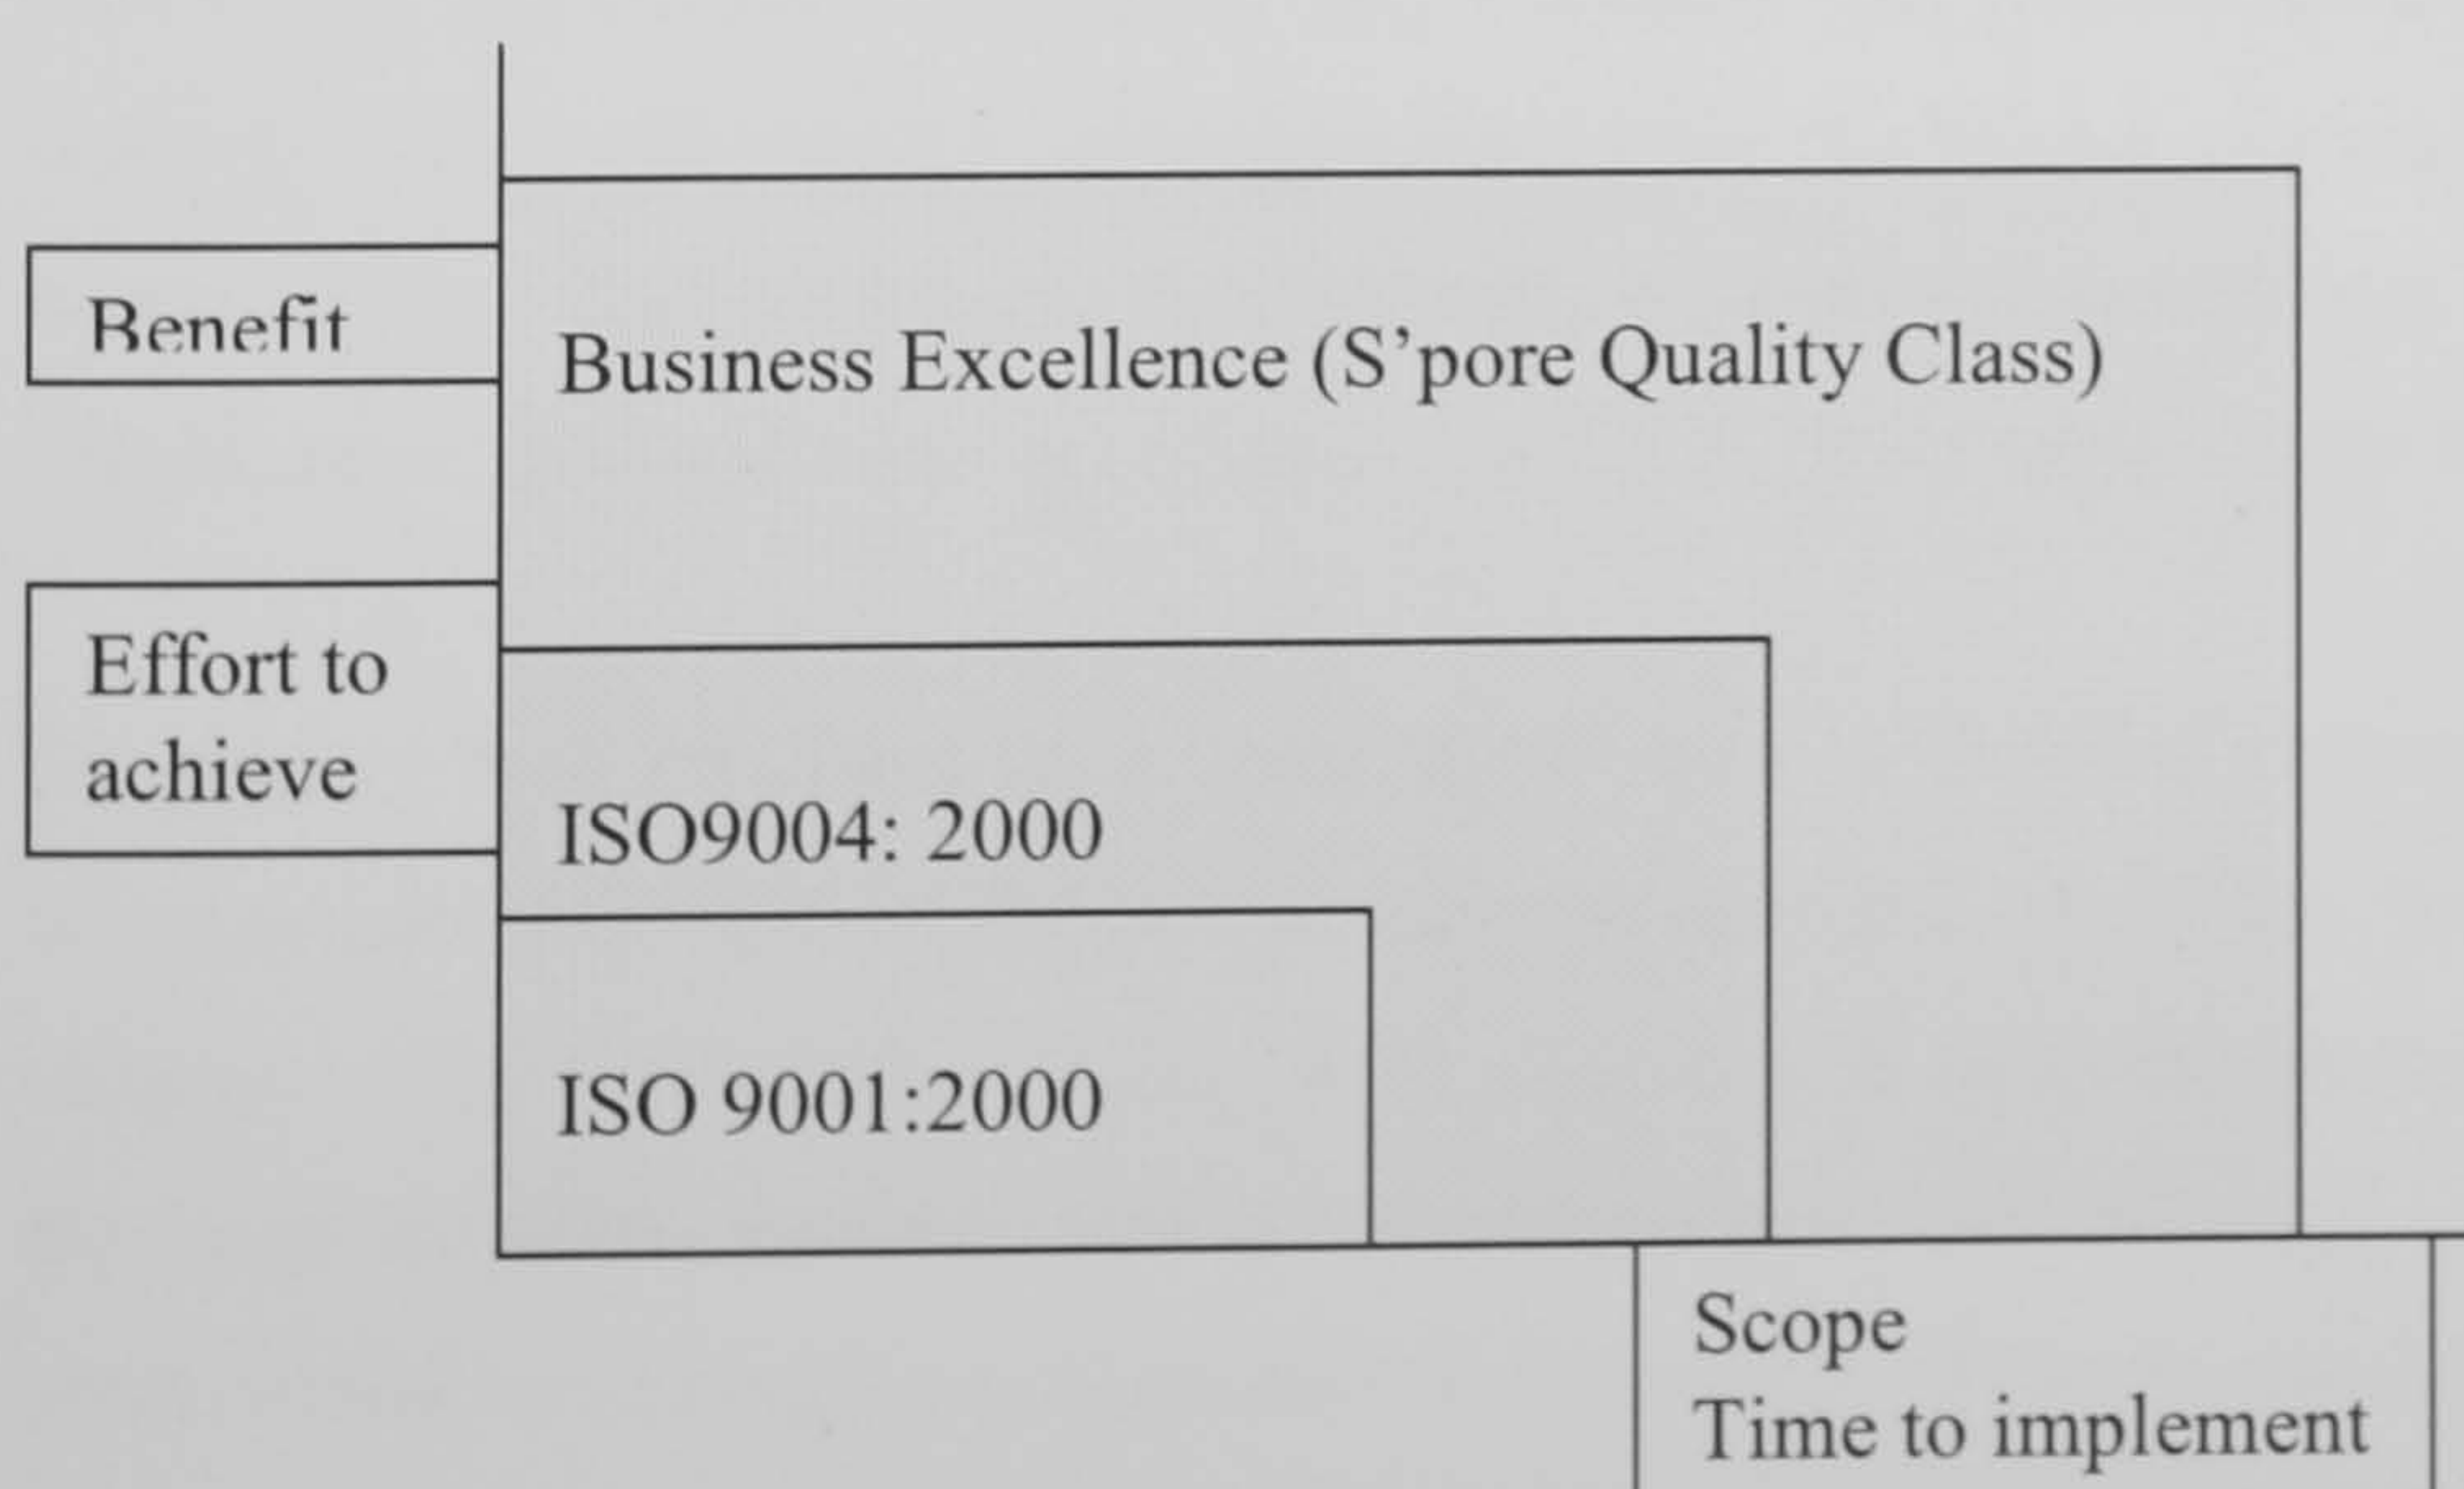 Benefit
Business Excellence (S’pore Quality Class)
Effort to
achieve
ISO9004: 2000
ISO 9001:2000
Scope
Time to implement